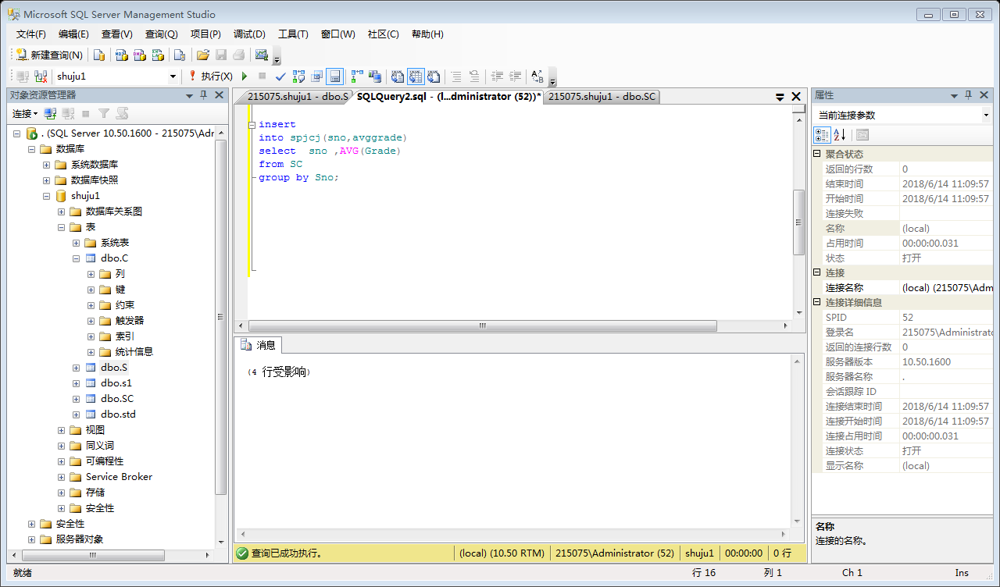 Microsoft SQL Server Management Studio
文件(F) 编辑(E) 查看(V) 查询(Q) 项目(P) 调试(D) 工具(T) 窗口(W) 社区(C) 帮助(H)
新建查询(N)
shuju1 执行(X)
对象资源管理器
连接
. (SQL Server 10.50.1600 - 215075\Adr
数据库
系统数据库
数据库快照
shuju1
数据库关系图
表
系统表
dbo.C
列
键
约束
触发器
索引
统计信息
dbo.S
dbo.s1
dbo.SC
dbo.std
视图
同义词
可编程性
Service Broker
存储
安全性
安全性
服务器对象
215075.shuju1 - dbo.S SQLQuery2.sql - (l...dministrator (52))* 215075.shuju1 - dbo.SC
insert
into spjcj(sno,avggrade)
select sno ,AVG(Grade)
from SC
group by Sno;
消息
(4 行受影响)
查询已成功执行。 (local) (10.50 RTM) 215075\Administrator (52) shuju1 00:00:00 0 行
属性
当前连接参数
聚合状态
返回的行数 0
结束时间 2018/6/14 11:09:57
开始时间 2018/6/14 11:09:57
连接失败
名称 (local)
占用时间 00:00:00.031
状态 打开
连接
连接名称 (local) (215075\Adm
连接详细信息
SPID 52
登录名 215075\Administrato
返回的连接行数 0
服务器版本 10.50.1600
服务器名称 .
会话跟踪 ID
连接结束时间 2018/6/14 11:09:57
连接开始时间 2018/6/14 11:09:57
连接占用时间 00:00:00.031
连接状态 打开
显示名称 (local)
名称
连接的名称。
就绪 行 16 列 1 Ch 1 Ins